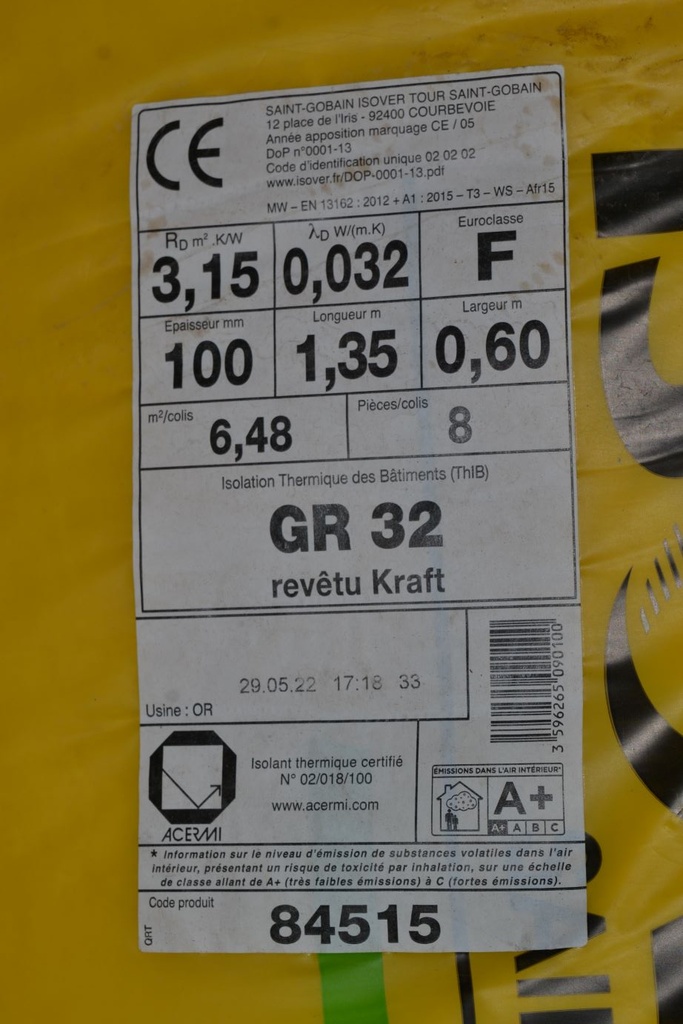 CE
SAINT-GOBAIN ISOVER TOUR SAINT-GOBAIN
12 place de l'Iris - 92400 COURBEVOIE
Année apposition marquage CE / 05
DoP n°0001-13
Code d'identification unique 02 02 02
www.isover.fr/DOP-0001-13.pdf
MW – EN 13162 : 2012 + A1 : 2015 – T3 – WS – Afr15
RD m² .K/W
3,15
λD W/(m.K)
0,032
Euroclasse
F
Epaisseur mm
100
Longueur m
1,35
Largeur m
0,60
m²/colis
6,48
Pièces/colis
8
Isolation Thermique des Bâtiments (ThIB)
GR 32
revêtu Kraft
29.05.22 17:18 33
Usine : OR
3 596265 090100
ACERMI
Isolant thermique certifié
N° 02/018/100
www.acermi.com
ÉMISSIONS DANS L'AIR INTÉRIEUR*
A+
A+ A B C
* Information sur le niveau d'émission de substances volatiles dans l'air
intérieur, présentant un risque de toxicité par inhalation, sur une échelle
de classe allant de A+ (très faibles émissions) à C (fortes émissions).
Code produit
84515
QRT